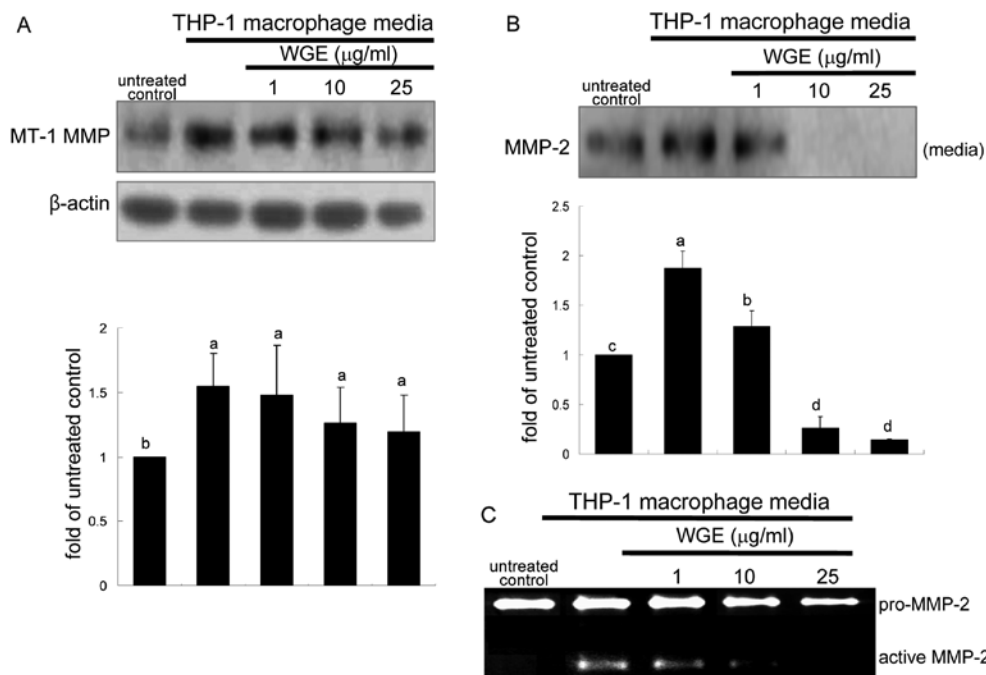 A
THP-1 macrophage media
WGE (μg/ml)
untreated
control
1 10 25
MT-1 MMP
β-actin
fold of untreated control
2
1.5
1
0.5
0
b a a a a
B
THP-1 macrophage media
WGE (μg/ml)
untreated
control
1 10 25
MMP-2
(media)
fold of untreated control
2.5
2
1.5
1
0.5
0
c a b d d
C
THP-1 macrophage media
WGE (μg/ml)
untreated
control
1 10 25
pro-MMP-2
active MMP-2